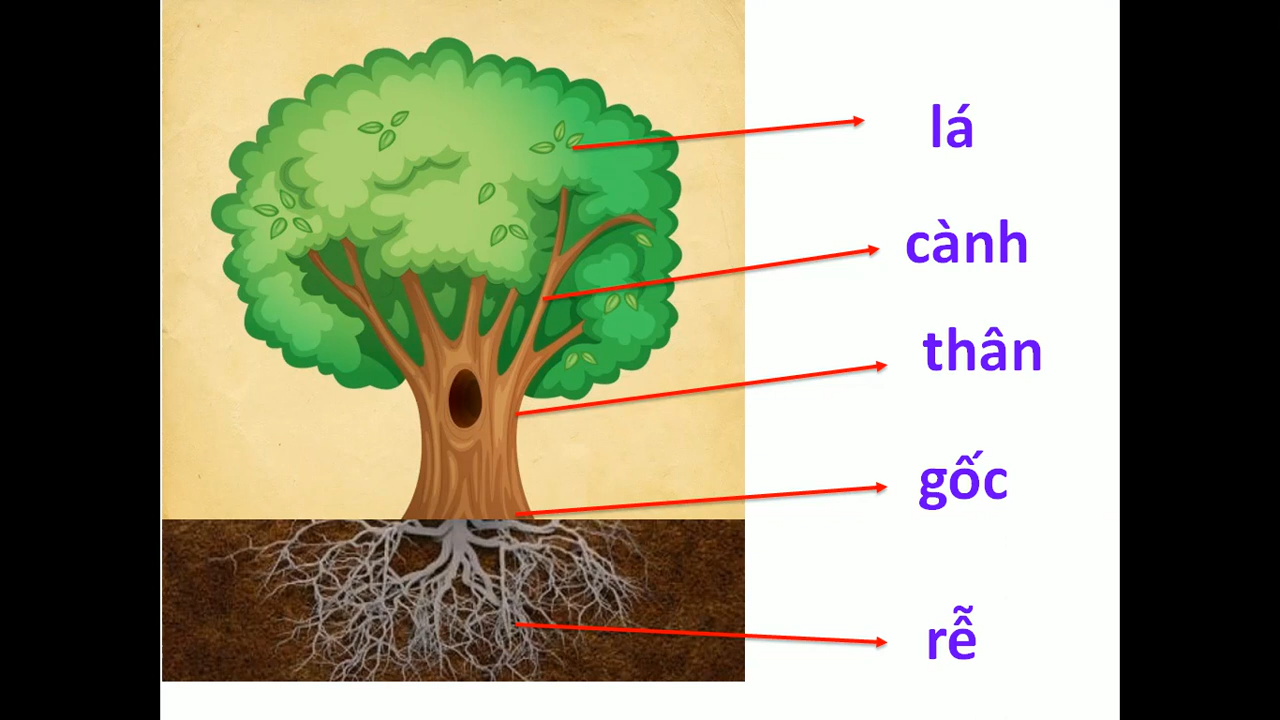 lá
cành
thân
gốc
rễ